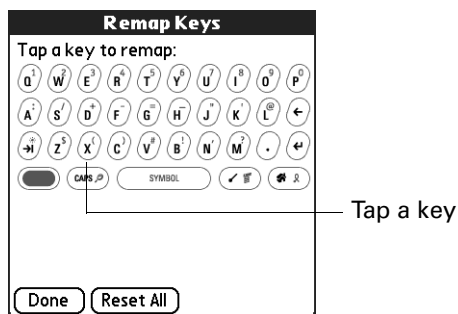 Remap Keys
Tap a key to remap:
Q 1 W 2 E 3 R 4 T 5 Y 6 U 7 I 8 O 9 P 0
A : S / D + F - G = H – J " K ' L @
Z $ X ( C ) V # B ! N ' M ? .
CAPS SYMBOL
Tap a key
Done Reset All